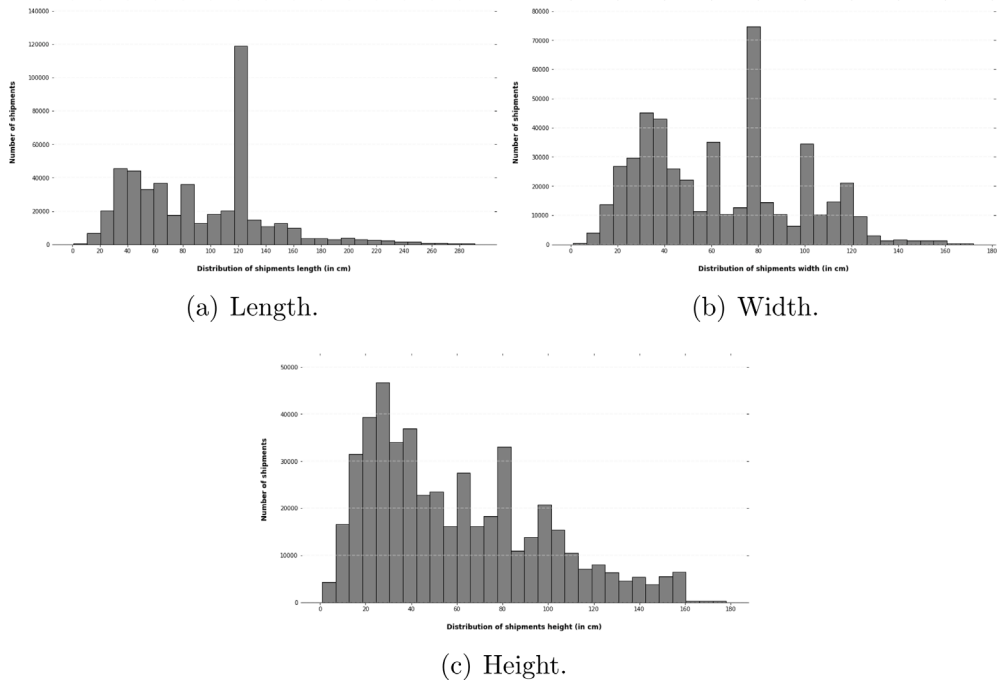 140000
120000
100000
80000
60000
40000
20000
0
Number of shipments
0 20 40 60 80 100 120 140 160 180 200 220 240 260 280
Distribution of shipments length (in cm)
(a) Length.
80000
70000
60000
50000
40000
30000
20000
10000
0
Number of shipments
0 20 40 60 80 100 120 140 160 180
Distribution of shipments width (in cm)
(b) Width.
50000
40000
30000
20000
10000
0
Number of shipments
0 20 40 60 80 100 120 140 160 180
Distribution of shipments height (in cm)
(c) Height.